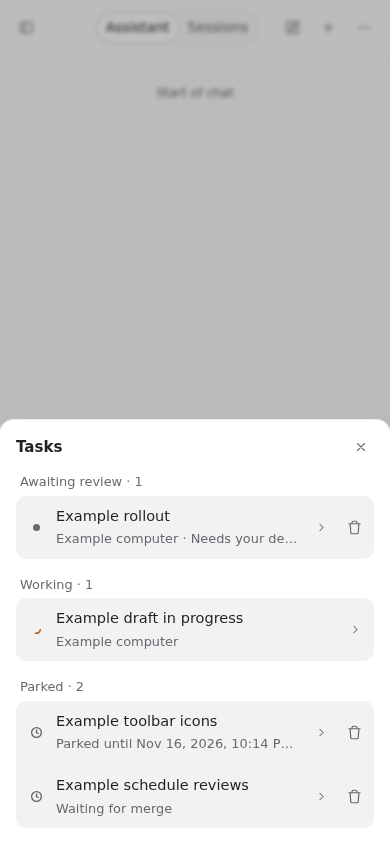 Assistant Sessions
Start of chat
Tasks
Awaiting review · 1
Example rollout
Example computer · Needs your de…
Working · 1
Example draft in progress
Example computer
Parked · 2
Example toolbar icons
Parked until Nov 16, 2026, 10:14 P…
Example schedule reviews
Waiting for merge